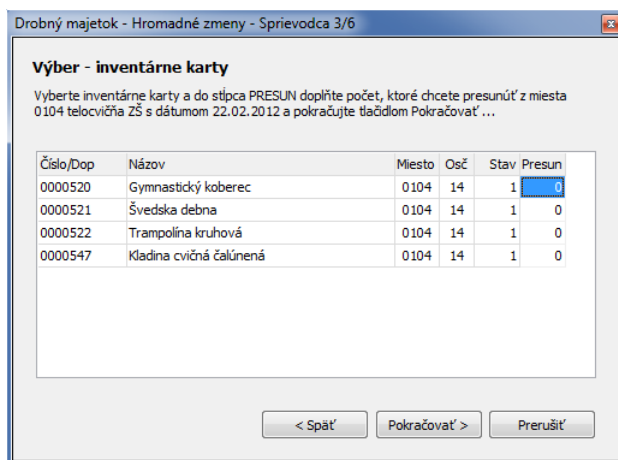 Drobný majetok - Hromadné zmeny - Sprievodca 3/6
Výber - inventárne karty
Vyberte inventárne karty a do stĺpca PRESUN doplňte počet, ktoré chcete presunúť z miesta
0104 telocvičňa ZŠ s dátumom 22.02.2012 a pokračujte tlačidlom Pokračovať ...
Číslo/Dop Názov Miesto Osč Stav Presun
0000520 Gymnastický koberec 0104 14 1 0
0000521 Švedska debna 0104 14 1 0
0000522 Trampolína kruhová 0104 14 1 0
0000547 Kladina cvičná čalúnená 0104 14 1 0
< Späť Pokračovať > Prerušiť